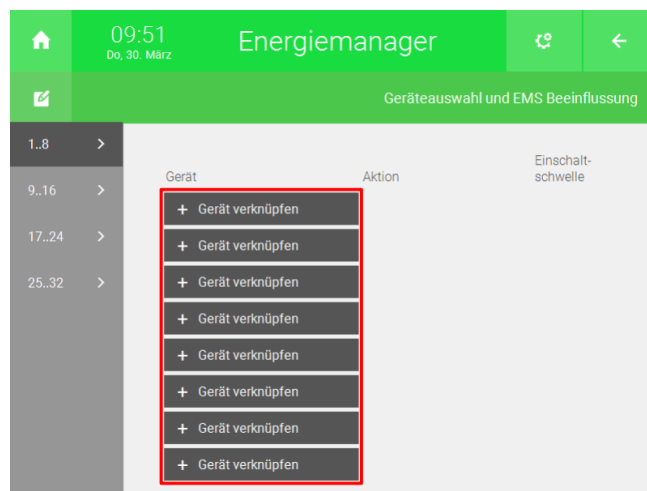 09:51
Do, 30. März
Energiemanager
Geräteauswahl und EMS Beeinflussung
1..8
9..16
17..24
25..32
Gerät
Aktion
Einschalt-
schwelle
+ Gerät verknüpfen
+ Gerät verknüpfen
+ Gerät verknüpfen
+ Gerät verknüpfen
+ Gerät verknüpfen
+ Gerät verknüpfen
+ Gerät verknüpfen
+ Gerät verknüpfen